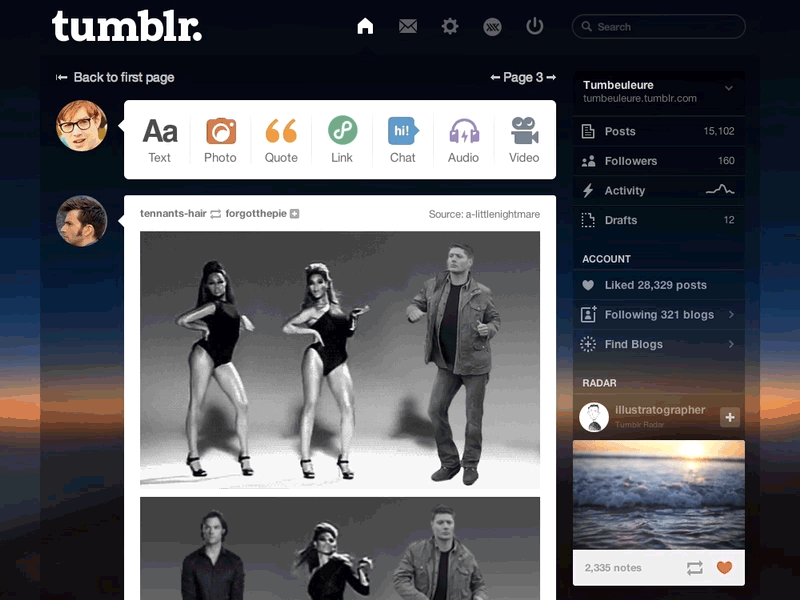 tumblr.
Search
Back to first page
Page 3
Aa
Text
Photo
Quote
Link
hi!
Chat
Audio
Video
tennants-hair forgotthepie
Source: a-littlenightmare
Tumbeuleure
tumbeuleure.tumblr.com
Posts 15,102
Followers 160
Activity
Drafts 12
ACCOUNT
Liked 28,329 posts
Following 321 blogs
Find Blogs
RADAR
illustratographer
Tumblr Radar
2,335 notes